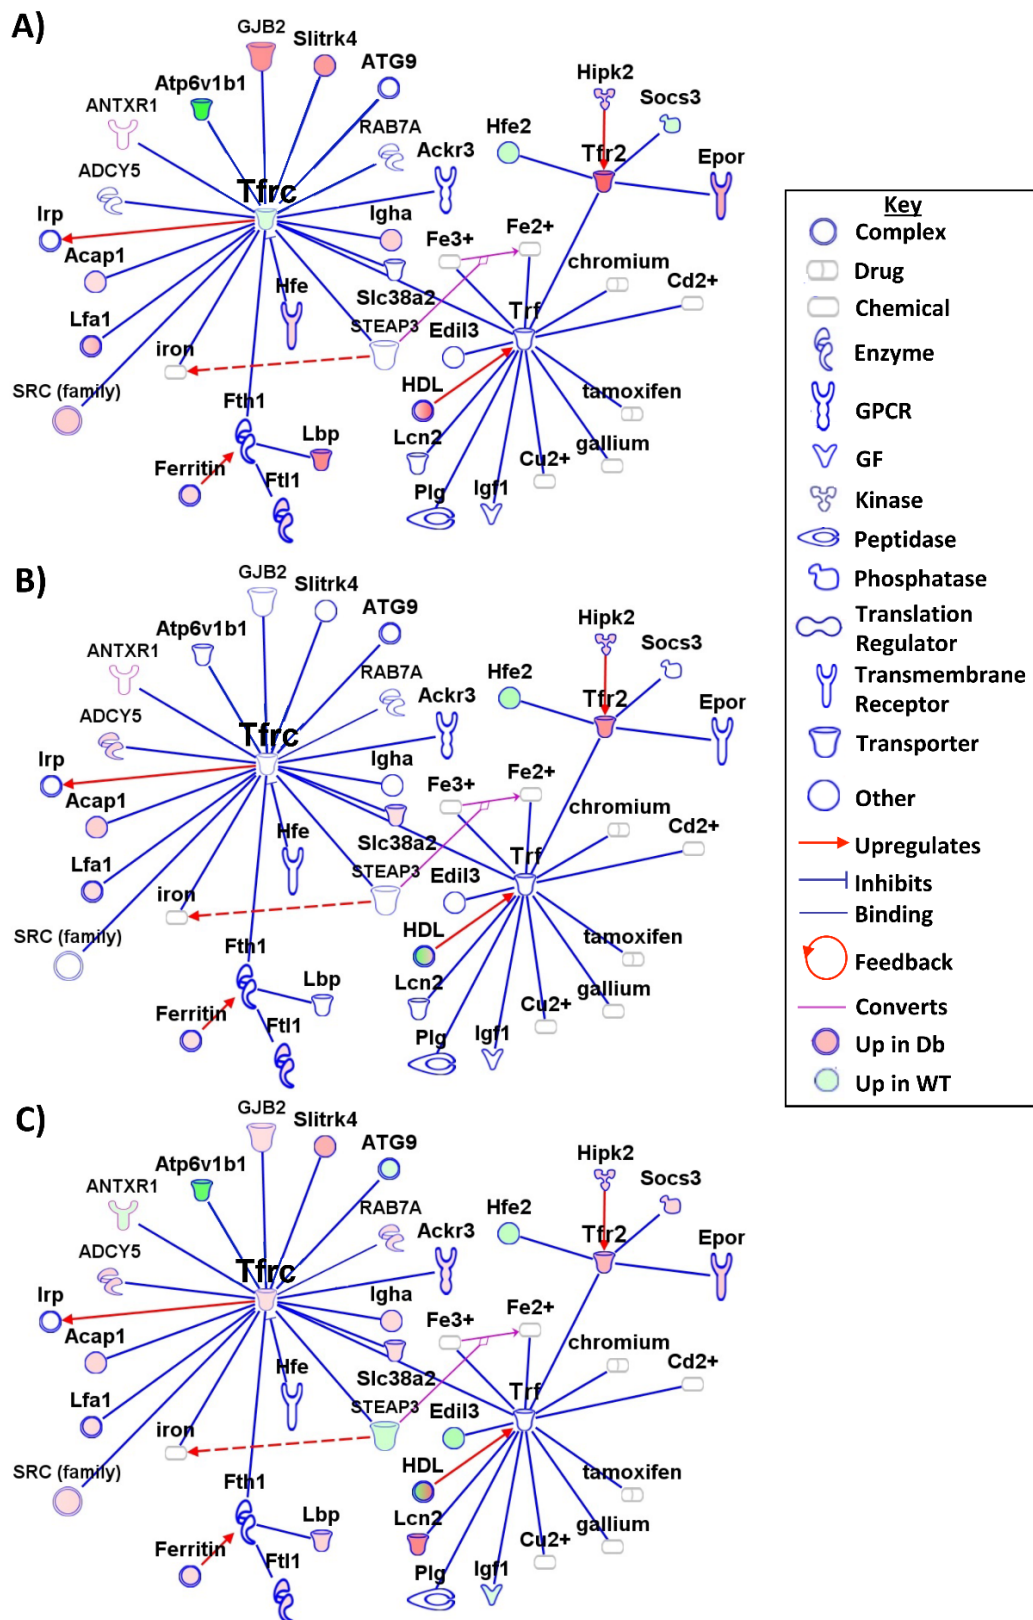 A)
GJB2
Slitrk4
Atp6v1b1
ATG9
ANTXR1
RAB7A
ADCY5
Ackr3
Tfrc
Irp
Igha
Acap1
Hfe
Slc38a2
Lfa1
iron
STEAP3
SRC (family)
Fth1
Lbp
Ferritin
Ftl1
Hipk2
Socs3
Hfe2
Tfr2
Epor
Fe3+
Fe2+
chromium
Cd2+
Trf
Edil3
HDL
tamoxifen
Lcn2
gallium
Cu2+
Plg
Igf1
B)
GJB2
Slitrk4
Atp6v1b1
ATG9
ANTXR1
RAB7A
ADCY5
Ackr3
Tfrc
Irp
Igha
Acap1
Hfe
Slc38a2
Lfa1
iron
STEAP3
SRC (family)
Fth1
Lbp
Ferritin
Ftl1
Hipk2
Socs3
Hfe2
Tfr2
Epor
Fe3+
Fe2+
chromium
Cd2+
Trf
Edil3
HDL
tamoxifen
Lcn2
gallium
Cu2+
Plg
Igf1
C)
GJB2
Slitrk4
Atp6v1b1
ATG9
ANTXR1
RAB7A
ADCY5
Ackr3
Tfrc
Irp
Igha
Acap1
Hfe
Slc38a2
Lfa1
iron
STEAP3
SRC (family)
Fth1
Lbp
Ferritin
Ftl1
Hipk2
Socs3
Hfe2
Tfr2
Epor
Fe3+
Fe2+
chromium
Cd2+
Trf
Edil3
HDL
tamoxifen
Lcn2
gallium
Cu2+
Plg
Igf1
Key
Complex
Drug
Chemical
Enzyme
GPCR
GF
Kinase
Peptidase
Phosphatase
Translation
Regulator
Transmembrane
Receptor
Transporter
Other
Upregulates
Inhibits
Binding
Feedback
Converts
Up in Db
Up in WT